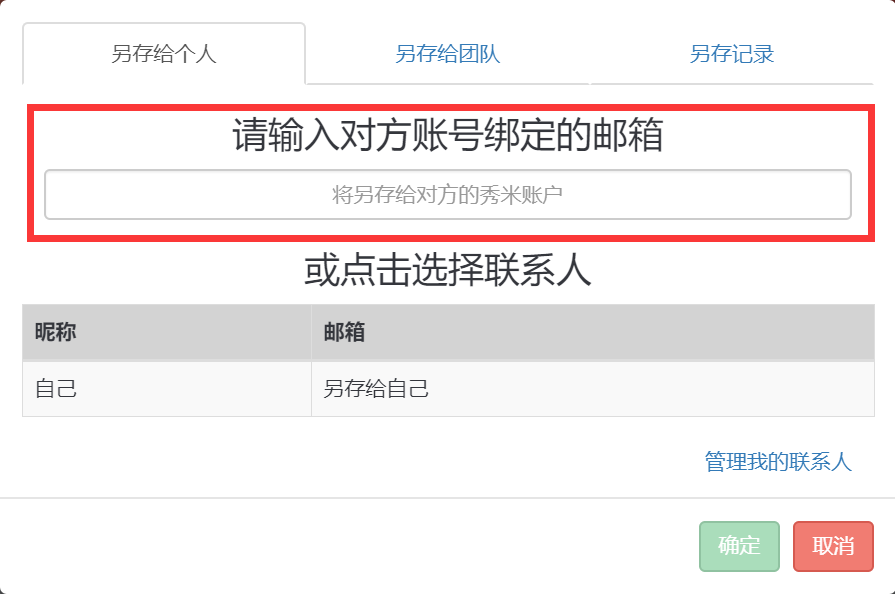 另存给个人 另存给团队 另存记录
请输入对方账号绑定的邮箱
将另存给对方的秀米账户
或点击选择联系人
昵称 邮箱
自己 另存给自己
管理我的联系人
确定 取消